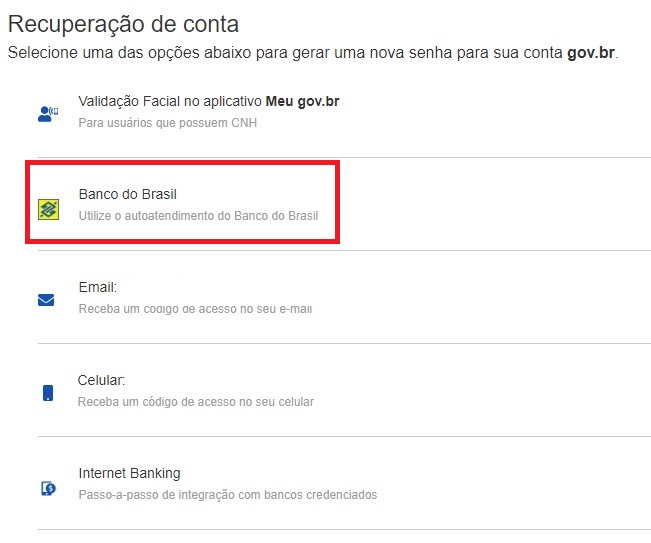 Recuperação de conta
Selecione uma das opções abaixo para gerar uma nova senha para sua conta gov.br.
Validação Facial no aplicativo Meu gov.br
Para usuários que possuem CNH
Banco do Brasil
Utilize o autoatendimento do Banco do Brasil
Email:
Receba um código de acesso no seu e-mail
Celular:
Receba um código de acesso no seu celular
Internet Banking
Passo-a-passo de integração com bancos credenciados